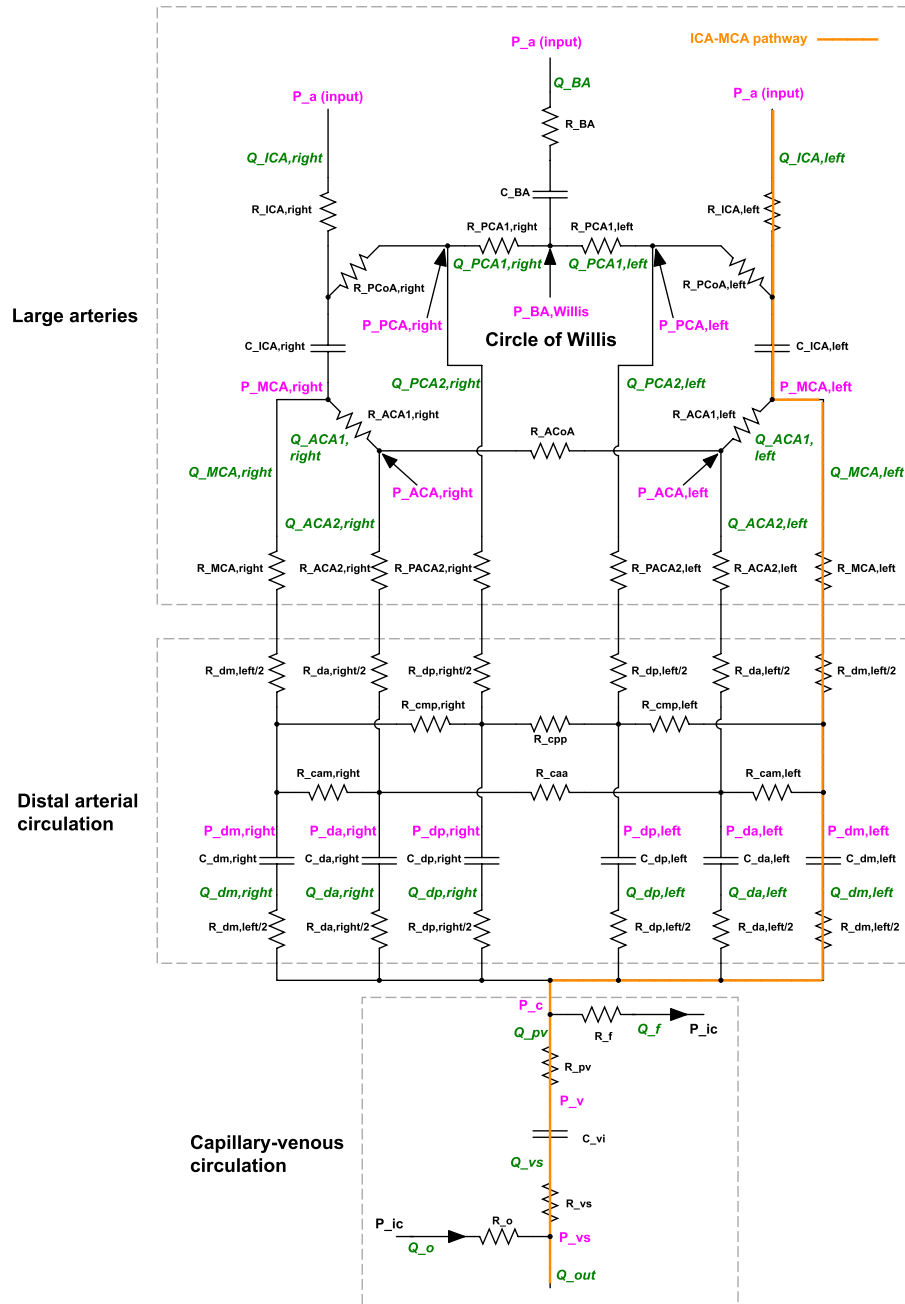 ICA-MCA pathway
P_a (input)
Q_BA
P_a (input)
P_a (input)
R_BA
Q_ICA,right
Q_ICA,left
C_BA
R_ICA,right
R_ICA,left
R_PCA1,right
R_PCA1,left
Q_PCA1,right
Q_PCA1,left
R_PCoA,right
R_PCoA,left
P_BA,Willis
Large arteries
P_PCA,right
P_PCA,left
Circle of Willis
C_ICA,right
C_ICA,left
P_MCA,right
Q_PCA2,right
Q_PCA2,left
P_MCA,left
R_ACA1,right
R_ACA1,left
R_ACoA
Q_ACA1,
right
Q_ACA1,
left
Q_MCA,right
Q_MCA,left
P_ACA,right
P_ACA,left
Q_ACA2,right
Q_ACA2,left
R_MCA,right
R_ACA2,right
R_PACA2,right
R_PACA2,left
R_ACA2,left
R_MCA,left
R_dm,left/2
R_da,right/2
R_dp,right/2
R_dp,left/2
R_da,left/2
R_dm,left/2
R_cmp,right
R_cmp,left
R_cpp
R_cam,right
R_caa
R_cam,left
Distal arterial
circulation
P_dm,right
P_da,right
P_dp,right
P_dp,left
P_da,left
P_dm,left
C_dm,right
C_da,right
C_dp,right
C_dp,left
C_da,left
C_dm,left
Q_dm,right
Q_da,right
Q_dp,right
Q_dp,left
Q_da,left
Q_dm,left
R_dm,left/2
R_da,right/2
R_dp,right/2
R_dp,left/2
R_da,left/2
R_dm,left/2
P_c
Q_pv
R_f
Q_f
P_ic
R_pv
P_v
Capillary-venous
circulation
C_vi
Q_vs
R_vs
P_ic
R_o
Q_o
P_vs
Q_out